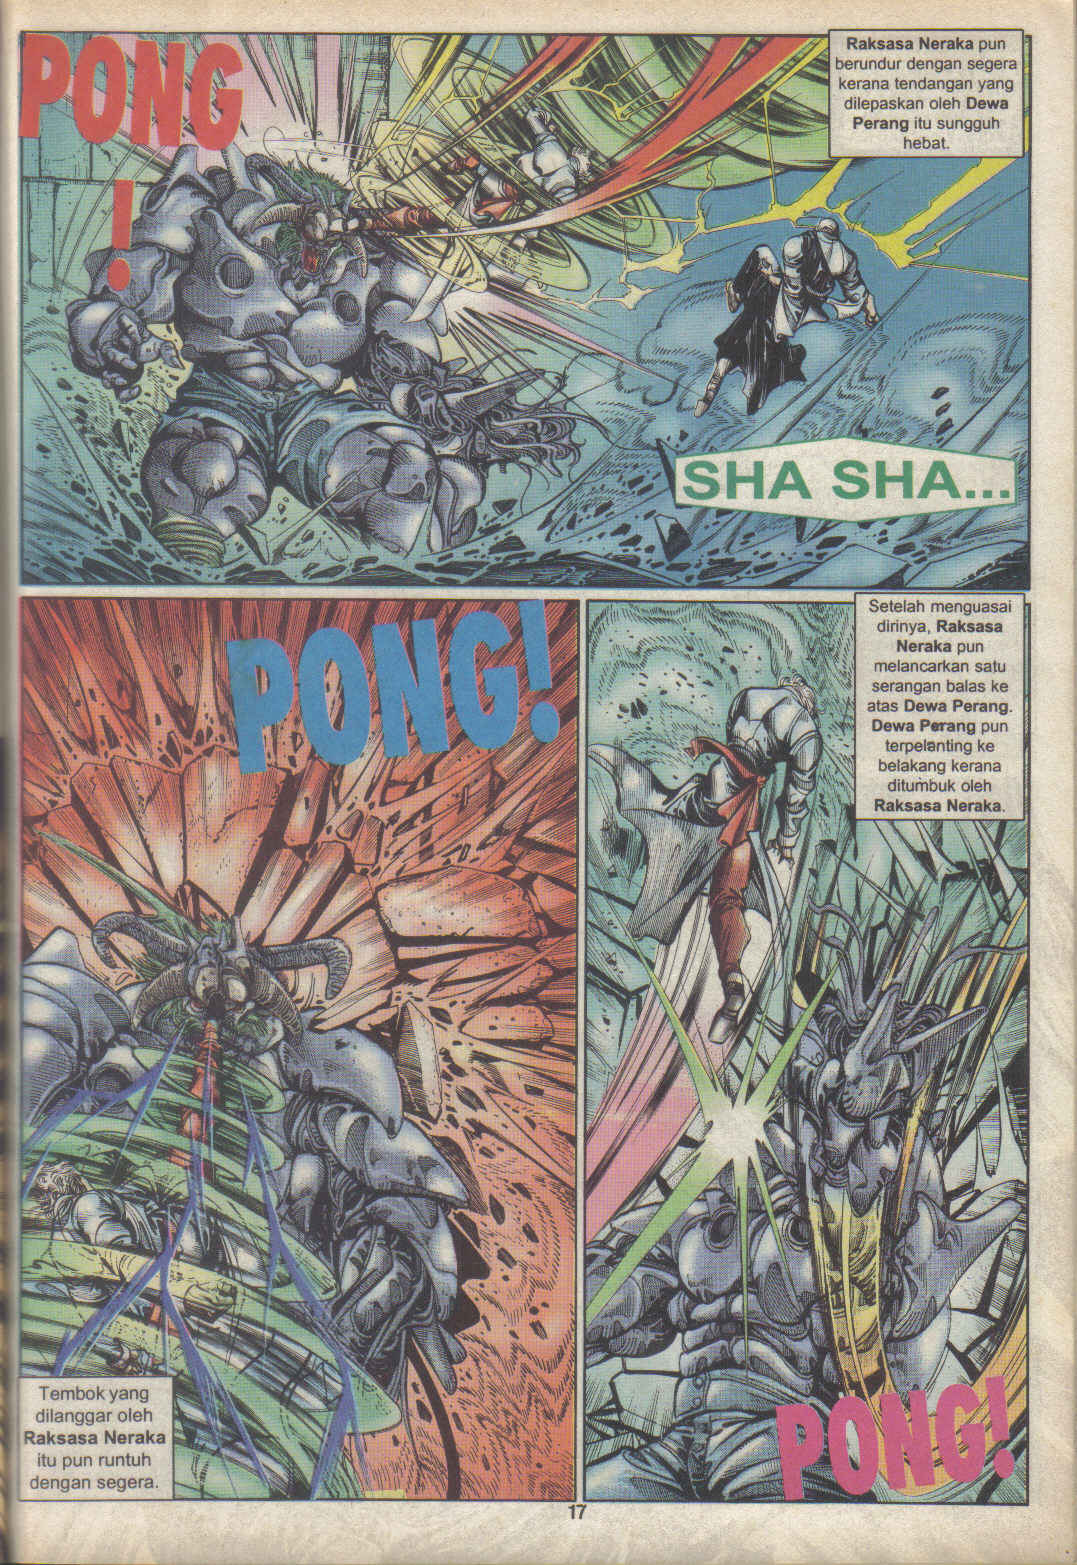 PONG
!
Raksasa Neraka pun
berundur dengan segera
kerana tendangan yang
dilepaskan oleh Dewa
Perang itu sungguh
hebat.
SHA SHA...
PONG!
Tembok yang
dilanggar oleh
Raksasa Neraka
itu pun runtuh
dengan segera.
Setelah menguasai
dirinya, Raksasa
Neraka pun
melancarkan satu
serangan balas ke
atas Dewa Perang.
Dewa Perang pun
terpelanting ke
belakang kerana
ditumbuk oleh
Raksasa Neraka.
PONG!
17